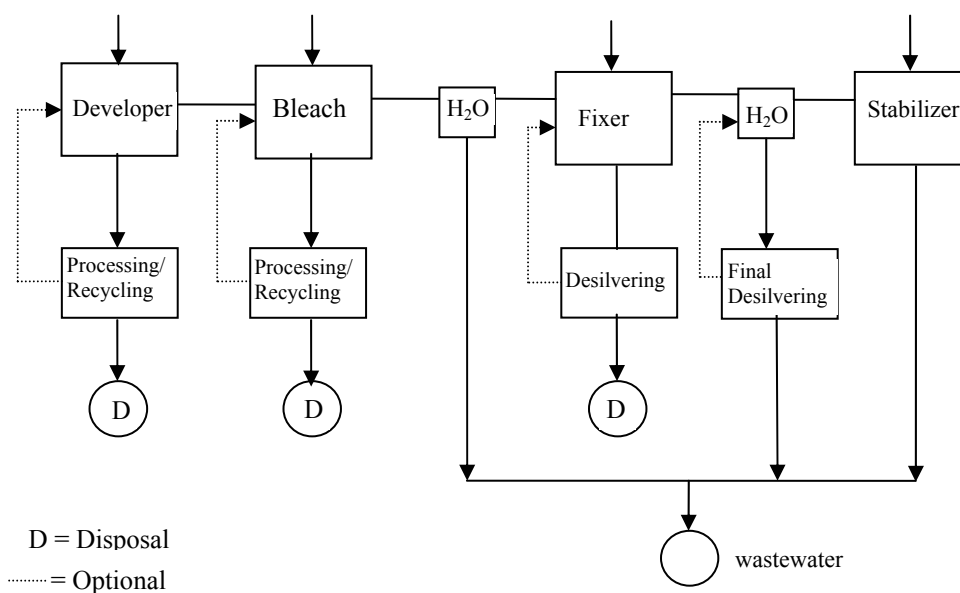 Developer
Bleach
H₂O
Fixer
H₂O
Stabilizer
Processing/
Recycling
Processing/
Recycling
Desilvering
Final
Desilvering
D
D
D
D = Disposal
= Optional
wastewater